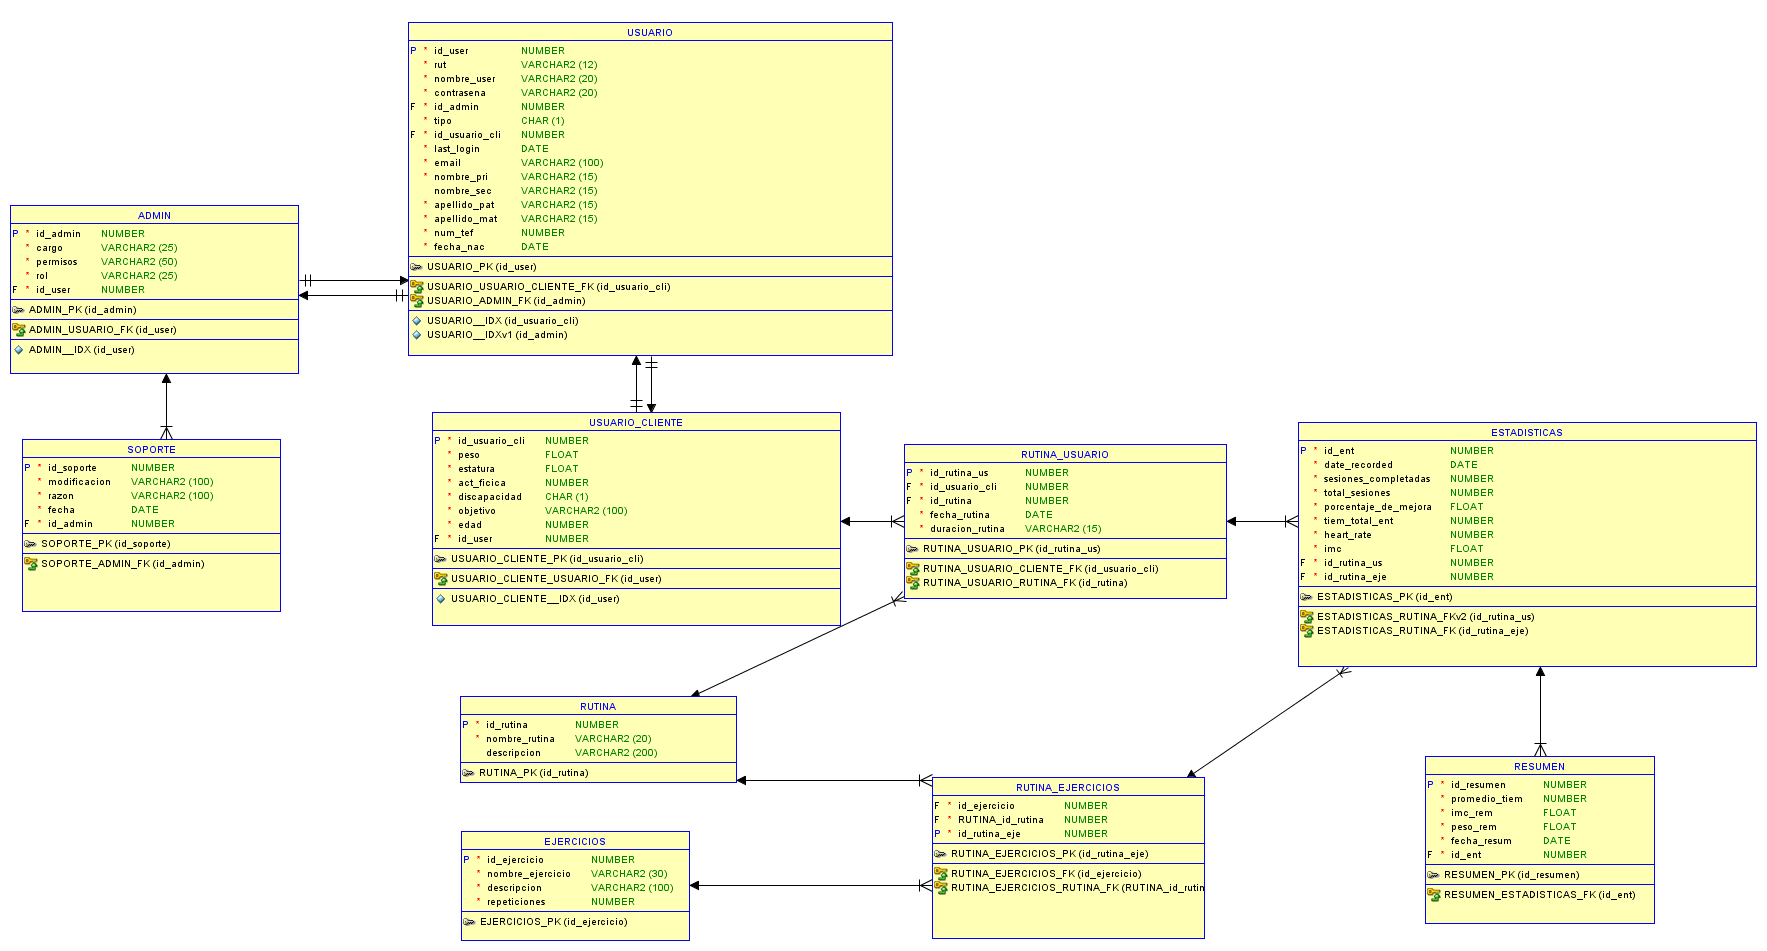 USUARIO
P * id_user NUMBER
* rut VARCHAR2 (12)
* nombre_user VARCHAR2 (20)
* contrasena VARCHAR2 (20)
F * id_admin NUMBER
* tipo CHAR (1)
F * id_usuario_cli NUMBER
* last_login DATE
* email VARCHAR2 (100)
* nombre_pri VARCHAR2 (15)
nombre_sec VARCHAR2 (15)
* apellido_pat VARCHAR2 (15)
* apellido_mat VARCHAR2 (15)
* num_tef NUMBER
* fecha_nac DATE
USUARIO_PK (id_user)
USUARIO_USUARIO_CLIENTE_FK (id_usuario_cli)
USUARIO_ADMIN_FK (id_admin)
USUARIO__IDX (id_usuario_cli)
USUARIO__IDXv1 (id_admin)
ADMIN
P * id_admin NUMBER
* cargo VARCHAR2 (25)
* permisos VARCHAR2 (50)
* rol VARCHAR2 (25)
F * id_user NUMBER
ADMIN_PK (id_admin)
ADMIN_USUARIO_FK (id_user)
ADMIN__IDX (id_user)
SOPORTE
P * id_soporte NUMBER
* modificacion VARCHAR2 (100)
* razon VARCHAR2 (100)
* fecha DATE
F * id_admin NUMBER
SOPORTE_PK (id_soporte)
SOPORTE_ADMIN_FK (id_admin)
USUARIO_CLIENTE
P * id_usuario_cli NUMBER
* peso FLOAT
* estatura FLOAT
* act_ficica NUMBER
* discapacidad CHAR (1)
* objetivo VARCHAR2 (100)
* edad NUMBER
F * id_user NUMBER
USUARIO_CLIENTE_PK (id_usuario_cli)
USUARIO_CLIENTE_USUARIO_FK (id_user)
USUARIO_CLIENTE__IDX (id_user)
RUTINA_USUARIO
P * id_rutina_us NUMBER
F * id_usuario_cli NUMBER
F * id_rutina NUMBER
* fecha_rutina DATE
* duracion_rutina VARCHAR2 (15)
RUTINA_USUARIO_PK (id_rutina_us)
RUTINA_USUARIO_CLIENTE_FK (id_usuario_cli)
RUTINA_USUARIO_RUTINA_FK (id_rutina)
ESTADISTICAS
P * id_ent NUMBER
* date_recorded DATE
* sesiones_completadas NUMBER
* total_sesiones NUMBER
* porcentaje_de_mejora FLOAT
* tiem_total_ent NUMBER
* heart_rate NUMBER
* imc FLOAT
F * id_rutina_us NUMBER
F * id_rutina_eje NUMBER
ESTADISTICAS_PK (id_ent)
ESTADISTICAS_RUTINA_FKv2 (id_rutina_us)
ESTADISTICAS_RUTINA_FK (id_rutina_eje)
RUTINA
P * id_rutina NUMBER
* nombre_rutina VARCHAR2 (20)
descripcion VARCHAR2 (200)
RUTINA_PK (id_rutina)
EJERCICIOS
P * id_ejercicio NUMBER
* nombre_ejercicio VARCHAR2 (30)
* descripcion VARCHAR2 (100)
* repeticiones NUMBER
EJERCICIOS_PK (id_ejercicio)
RUTINA_EJERCICIOS
F * id_ejercicio NUMBER
F * RUTINA_id_rutina NUMBER
P * id_rutina_eje NUMBER
RUTINA_EJERCICIOS_PK (id_rutina_eje)
RUTINA_EJERCICIOS_FK (id_ejercicio)
RUTINA_EJERCICIOS_RUTINA_FK (RUTINA_id_rutin
RESUMEN
P * id_resumen NUMBER
* promedio_tiem NUMBER
* imc_rem FLOAT
* peso_rem FLOAT
* fecha_resum DATE
F * id_ent NUMBER
RESUMEN_PK (id_resumen)
RESUMEN_ESTADISTICAS_FK (id_ent)